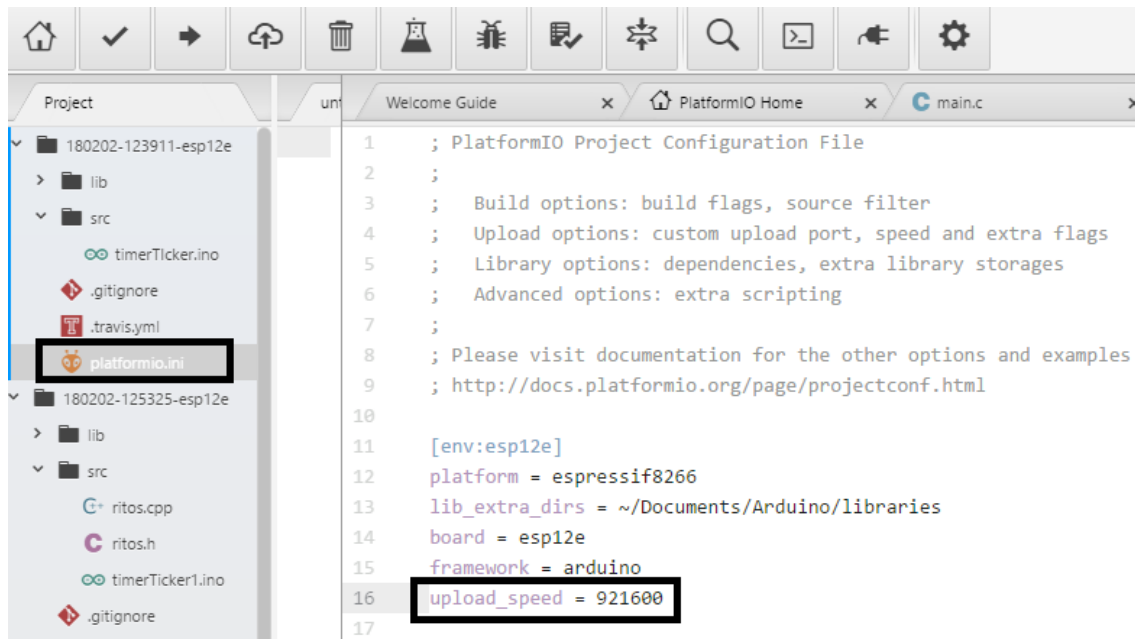 Project
unt
Welcome Guide
PlatformIO Home
main.c
180202-123911-esp12e
lib
src
timerTIcker.ino
.gitignore
.travis.yml
platformio.ini
180202-125325-esp12e
lib
src
ritos.cpp
ritos.h
timerTicker1.ino
.gitignore
1 ; PlatformIO Project Configuration File
2 ;
3 ; Build options: build flags, source filter
4 ; Upload options: custom upload port, speed and extra flags
5 ; Library options: dependencies, extra library storages
6 ; Advanced options: extra scripting
7 ;
8 ; Please visit documentation for the other options and examples
9 ; http://docs.platformio.org/page/projectconf.html
10
11 [env:esp12e]
12 platform = espressif8266
13 lib_extra_dirs = ~/Documents/Arduino/libraries
14 board = esp12e
15 framework = arduino
16 upload_speed = 921600
17